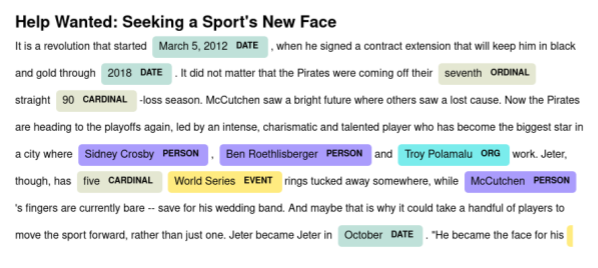 Help Wanted: Seeking a Sport's New Face
It is a revolution that started March 5, 2012 DATE , when he signed a contract extension that will keep him in black
and gold through 2018 DATE . It did not matter that the Pirates were coming off their seventh ORDINAL
straight 90 CARDINAL -loss season. McCutchen saw a bright future where others saw a lost cause. Now the Pirates
are heading to the playoffs again, led by an intense, charismatic and talented player who has become the biggest star in
a city where Sidney Crosby PERSON , Ben Roethlisberger PERSON and Troy Polamalu ORG work. Jeter,
though, has five CARDINAL World Series EVENT rings tucked away somewhere, while McCutchen PERSON
's fingers are currently bare -- save for his wedding band. And maybe that is why it could take a handful of players to
move the sport forward, rather than just one. Jeter became Jeter in October DATE . "He became the face for his